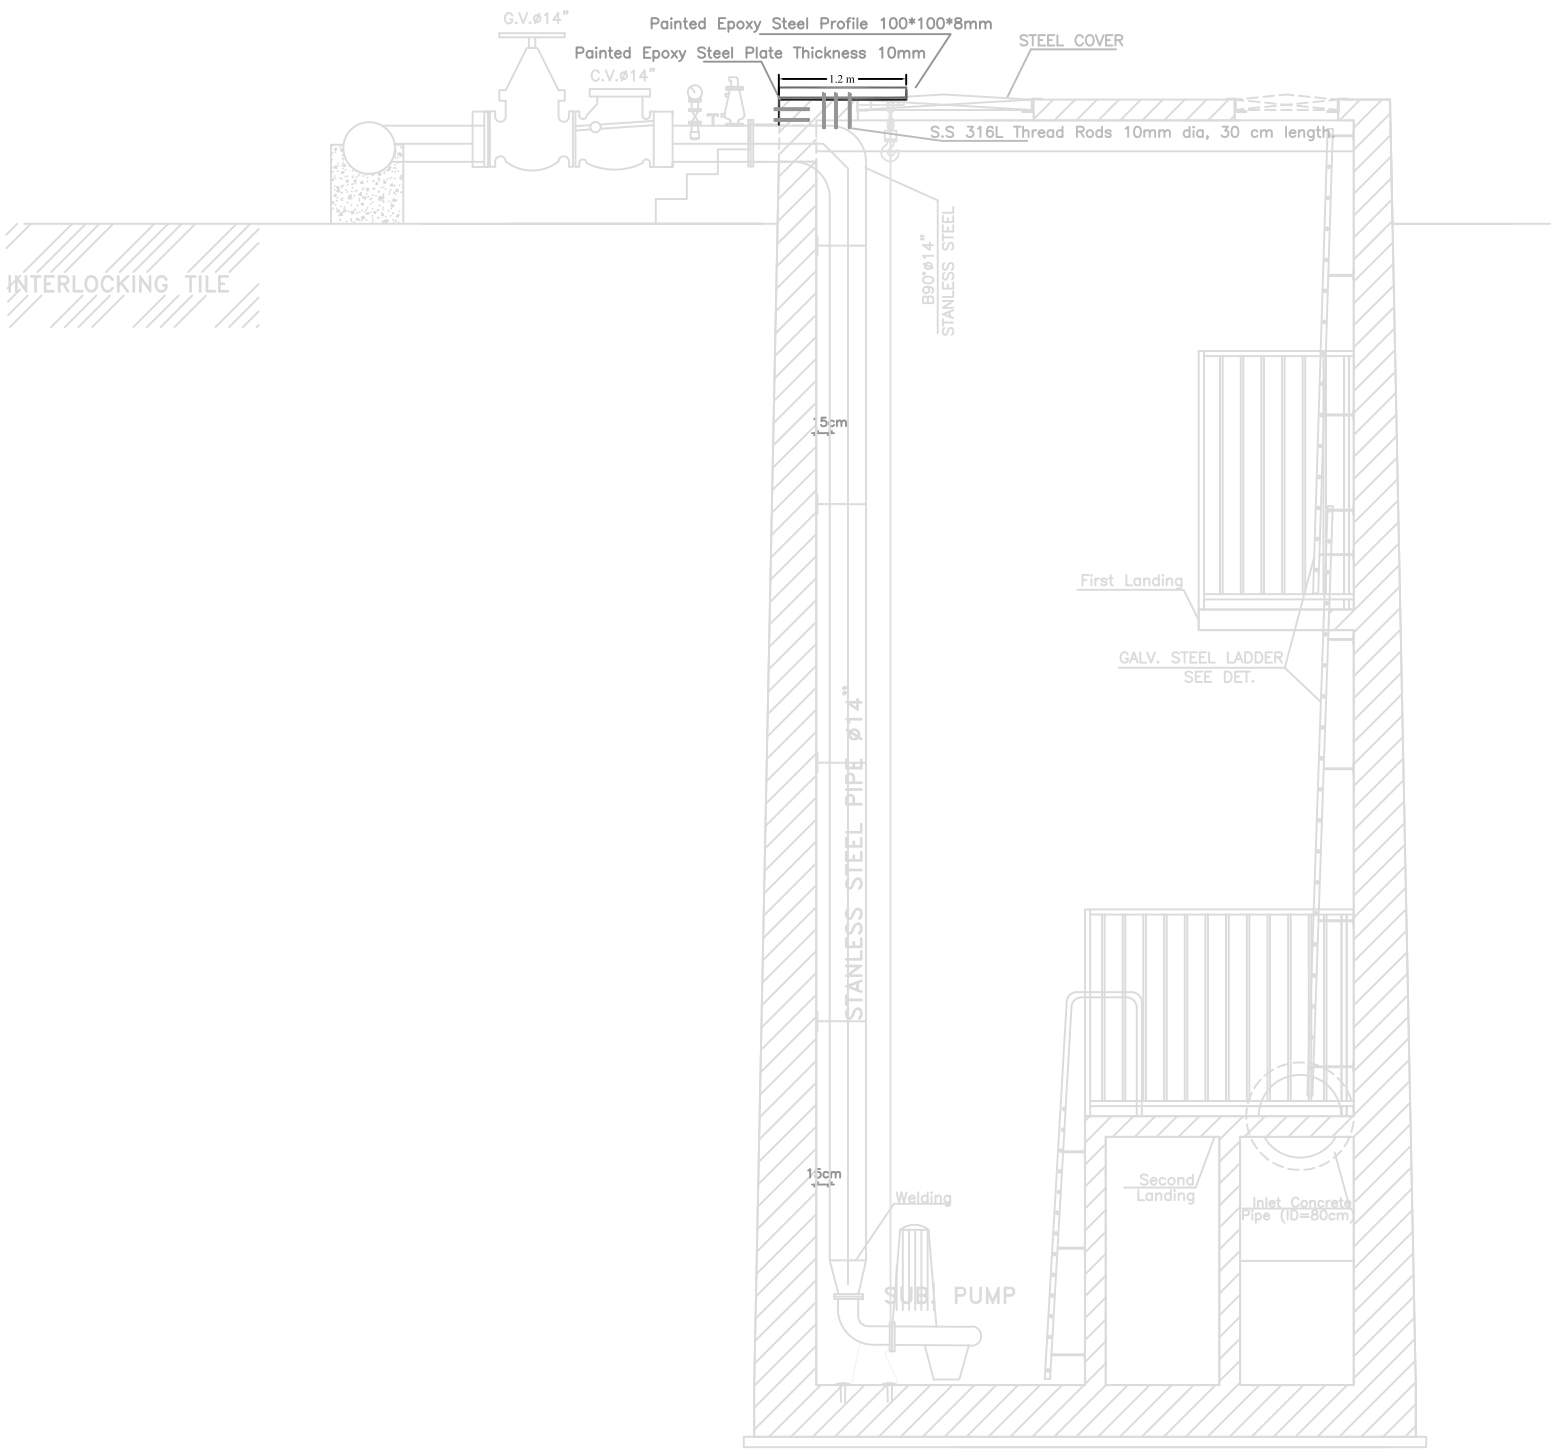 G.V.ø14"
Painted Epoxy Steel Profile 100*100*8mm
STEEL COVER
Painted Epoxy Steel Plate Thickness 10mm
C.V.ø14"
1.2 m
S.S 316L Thread Rods 10mm dia, 30 cm length.
B90°ø14"
STANLESS STEEL
INTERLOCKING TILE
15cm
First Landing
GALV. STEEL LADDER
SEE DET.
STANLESS STEEL PIPE ø14"
15cm
Second
Landing
Welding
Inlet Concrete
Pipe (ID=80cm)
SUB. PUMP